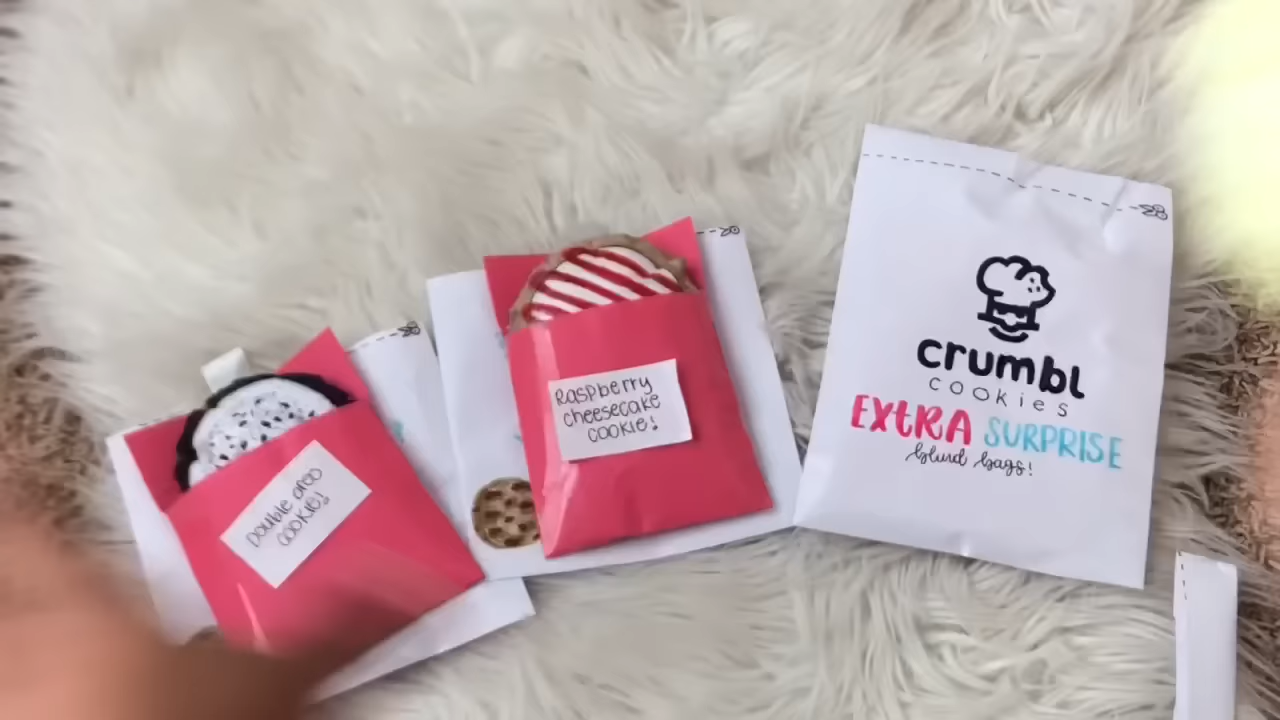 Double oreo
cookie!
Raspberry
cheesecake
cookie!
crumbl
cookies
EXTRA SURPRISE
blind bags!